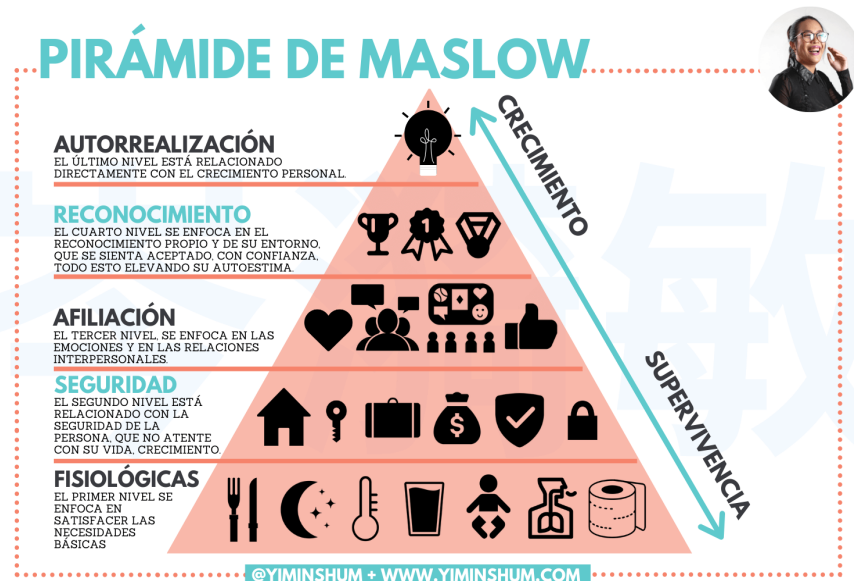 PIRÁMIDE DE MASLOW
AUTORREALIZACIÓN
EL ÚLTIMO NIVEL ESTÁ RELACIONADO
DIRECTAMENTE CON EL CRECIMIENTO PERSONAL.
RECONOCIMIENTO
EL CUARTO NIVEL SE ENFOCA EN EL
RECONOCIMIENTO PROPIO Y DE SU ENTORNO,
QUE SE SIENTA ACEPTADO, CON CONFIANZA,
TODO ESTO ELEVANDO SU AUTOESTIMA.
1
AFILIACIÓN
EL TERCER NIVEL, SE ENFOCA EN LAS
EMOCIONES Y EN LAS RELACIONES
INTERPERSONALES.
SEGURIDAD
EL SEGUNDO NIVEL ESTÁ
RELACIONADO CON LA
SEGURIDAD DE LA
PERSONA, QUE NO ATENTE
CON SU VIDA, CRECIMIENTO.
$
FISIOLÓGICAS
EL PRIMER NIVEL SE
ENFOCA EN
SATISFACER LAS
NECESIDADES
BÁSICAS
CRECIMIENTO
SUPERVIVENCIA
@YIMINSHUM + WWW.YIMINSHUM.COM